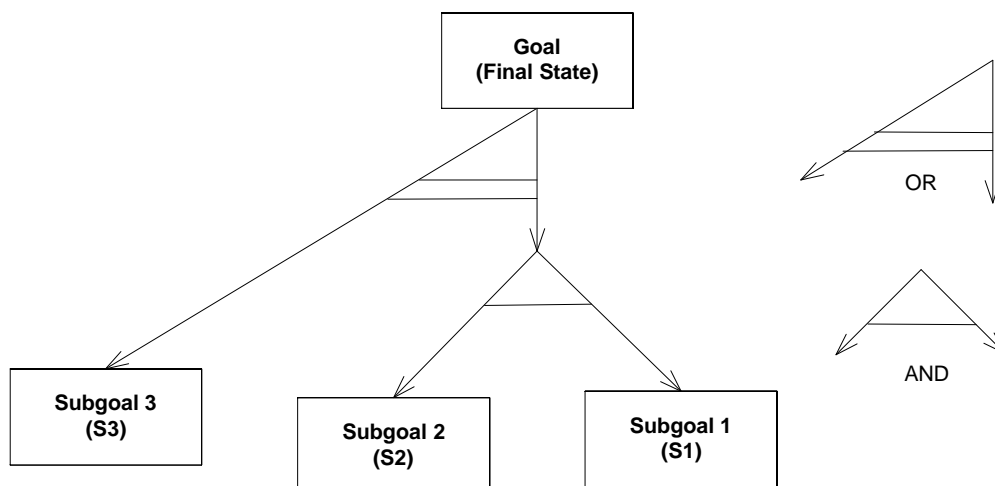 Goal
(Final State)
OR
AND
Subgoal 3
(S3)
Subgoal 2
(S2)
Subgoal 1
(S1)